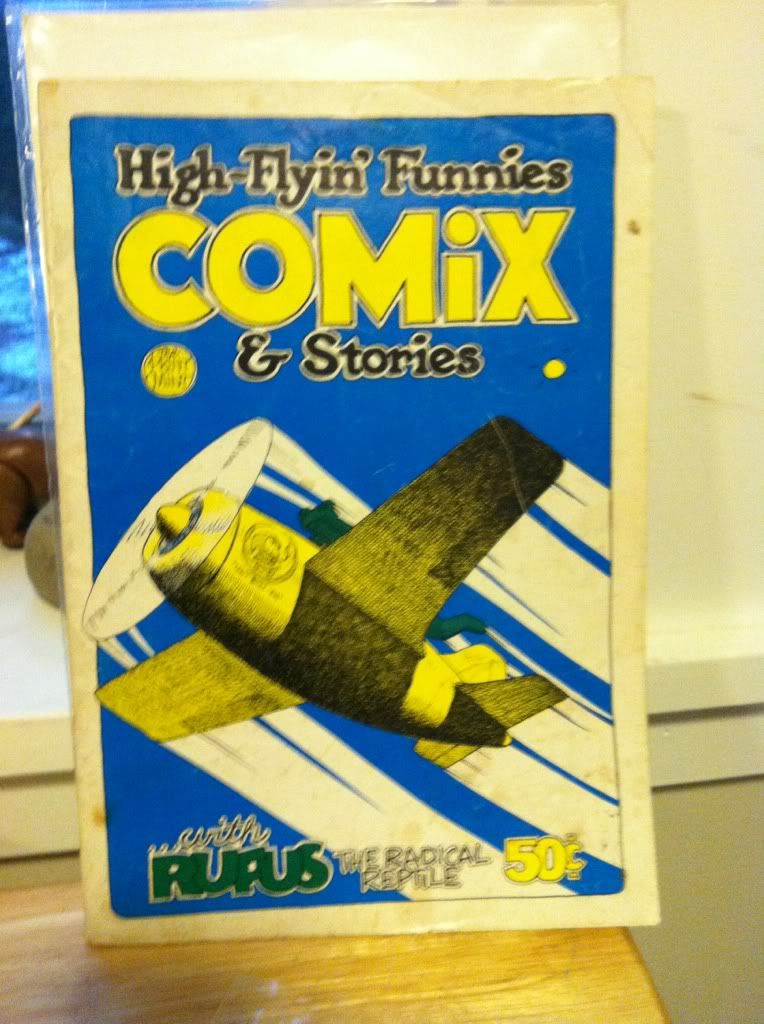 High-Flyin' Funnies
COMiX
& Stories
...with
RUFUS THE RADICAL
REPTILE
50¢